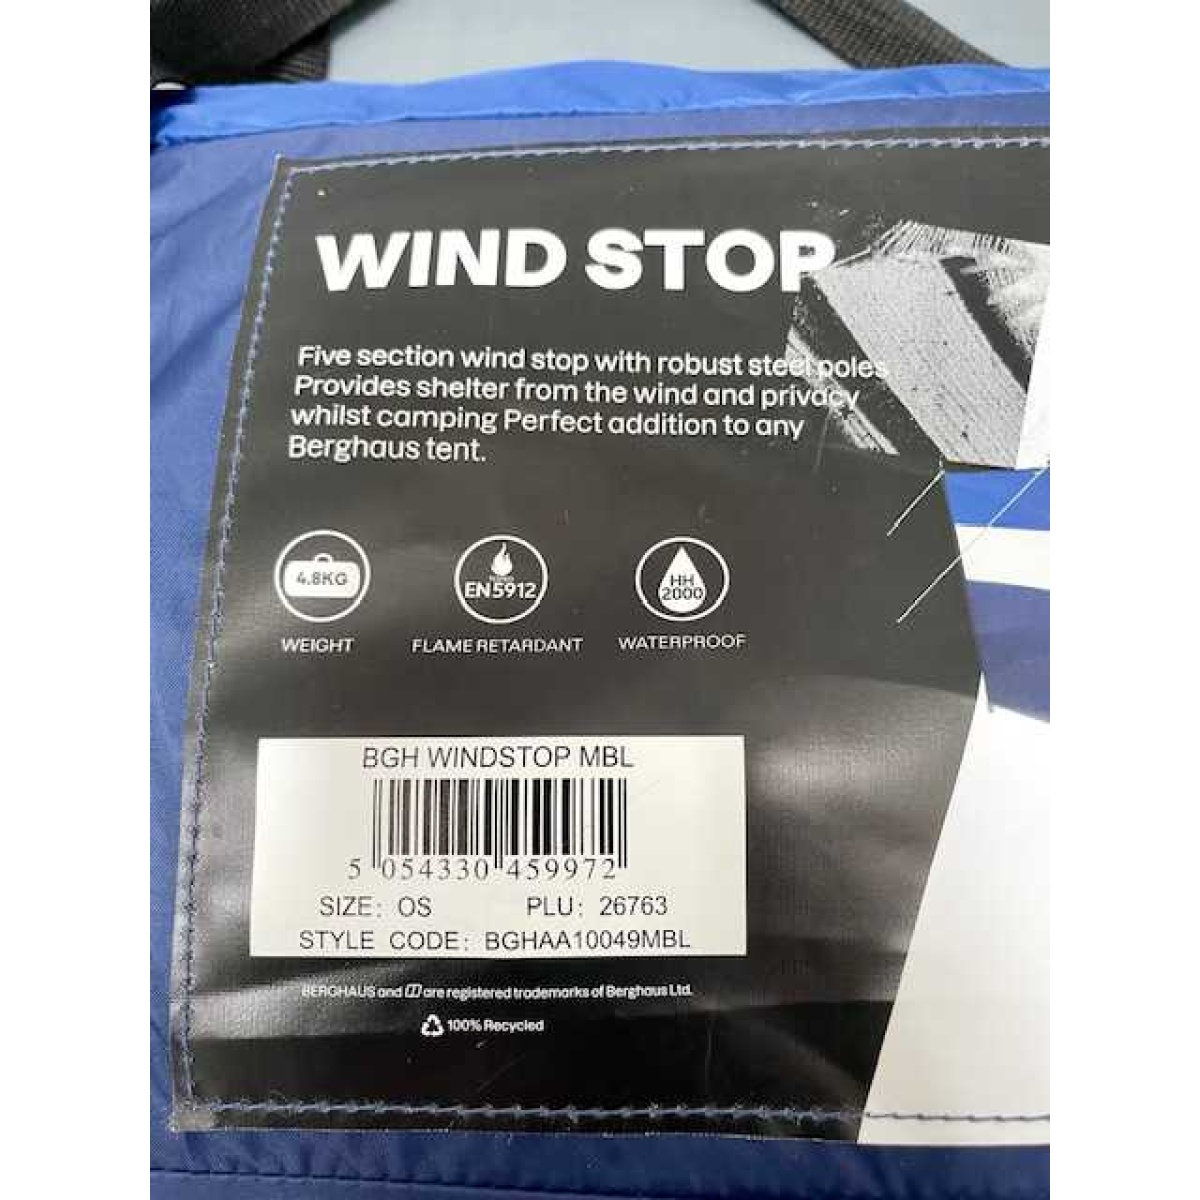 WIND STOP
Five section wind stop with robust steel poles
Provides shelter from the wind and privacy
whilst camping Perfect addition to any
Berghaus tent.
4.8KG
EN5912
HH
2000
WEIGHT
FLAME RETARDANT
WATERPROOF
BGH WINDSTOP MBL
5 054330 459972
SIZE: OS PLU: 26763
STYLE CODE: BGHAA10049MBL
BERGHAUS and are registered trademarks of Berghaus Ltd.
100% Recycled